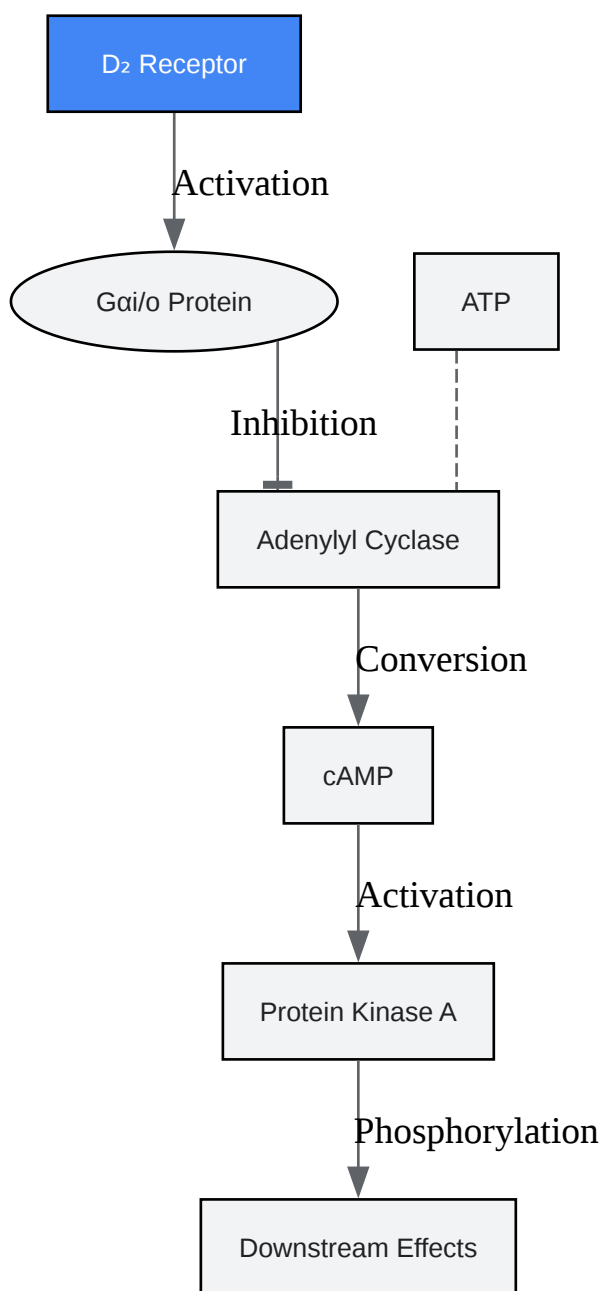 D₂ Receptor
Activation
Gαi/o Protein
ATP
Inhibition
Adenylyl Cyclase
Conversion
cAMP
Activation
Protein Kinase A
Phosphorylation
Downstream Effects